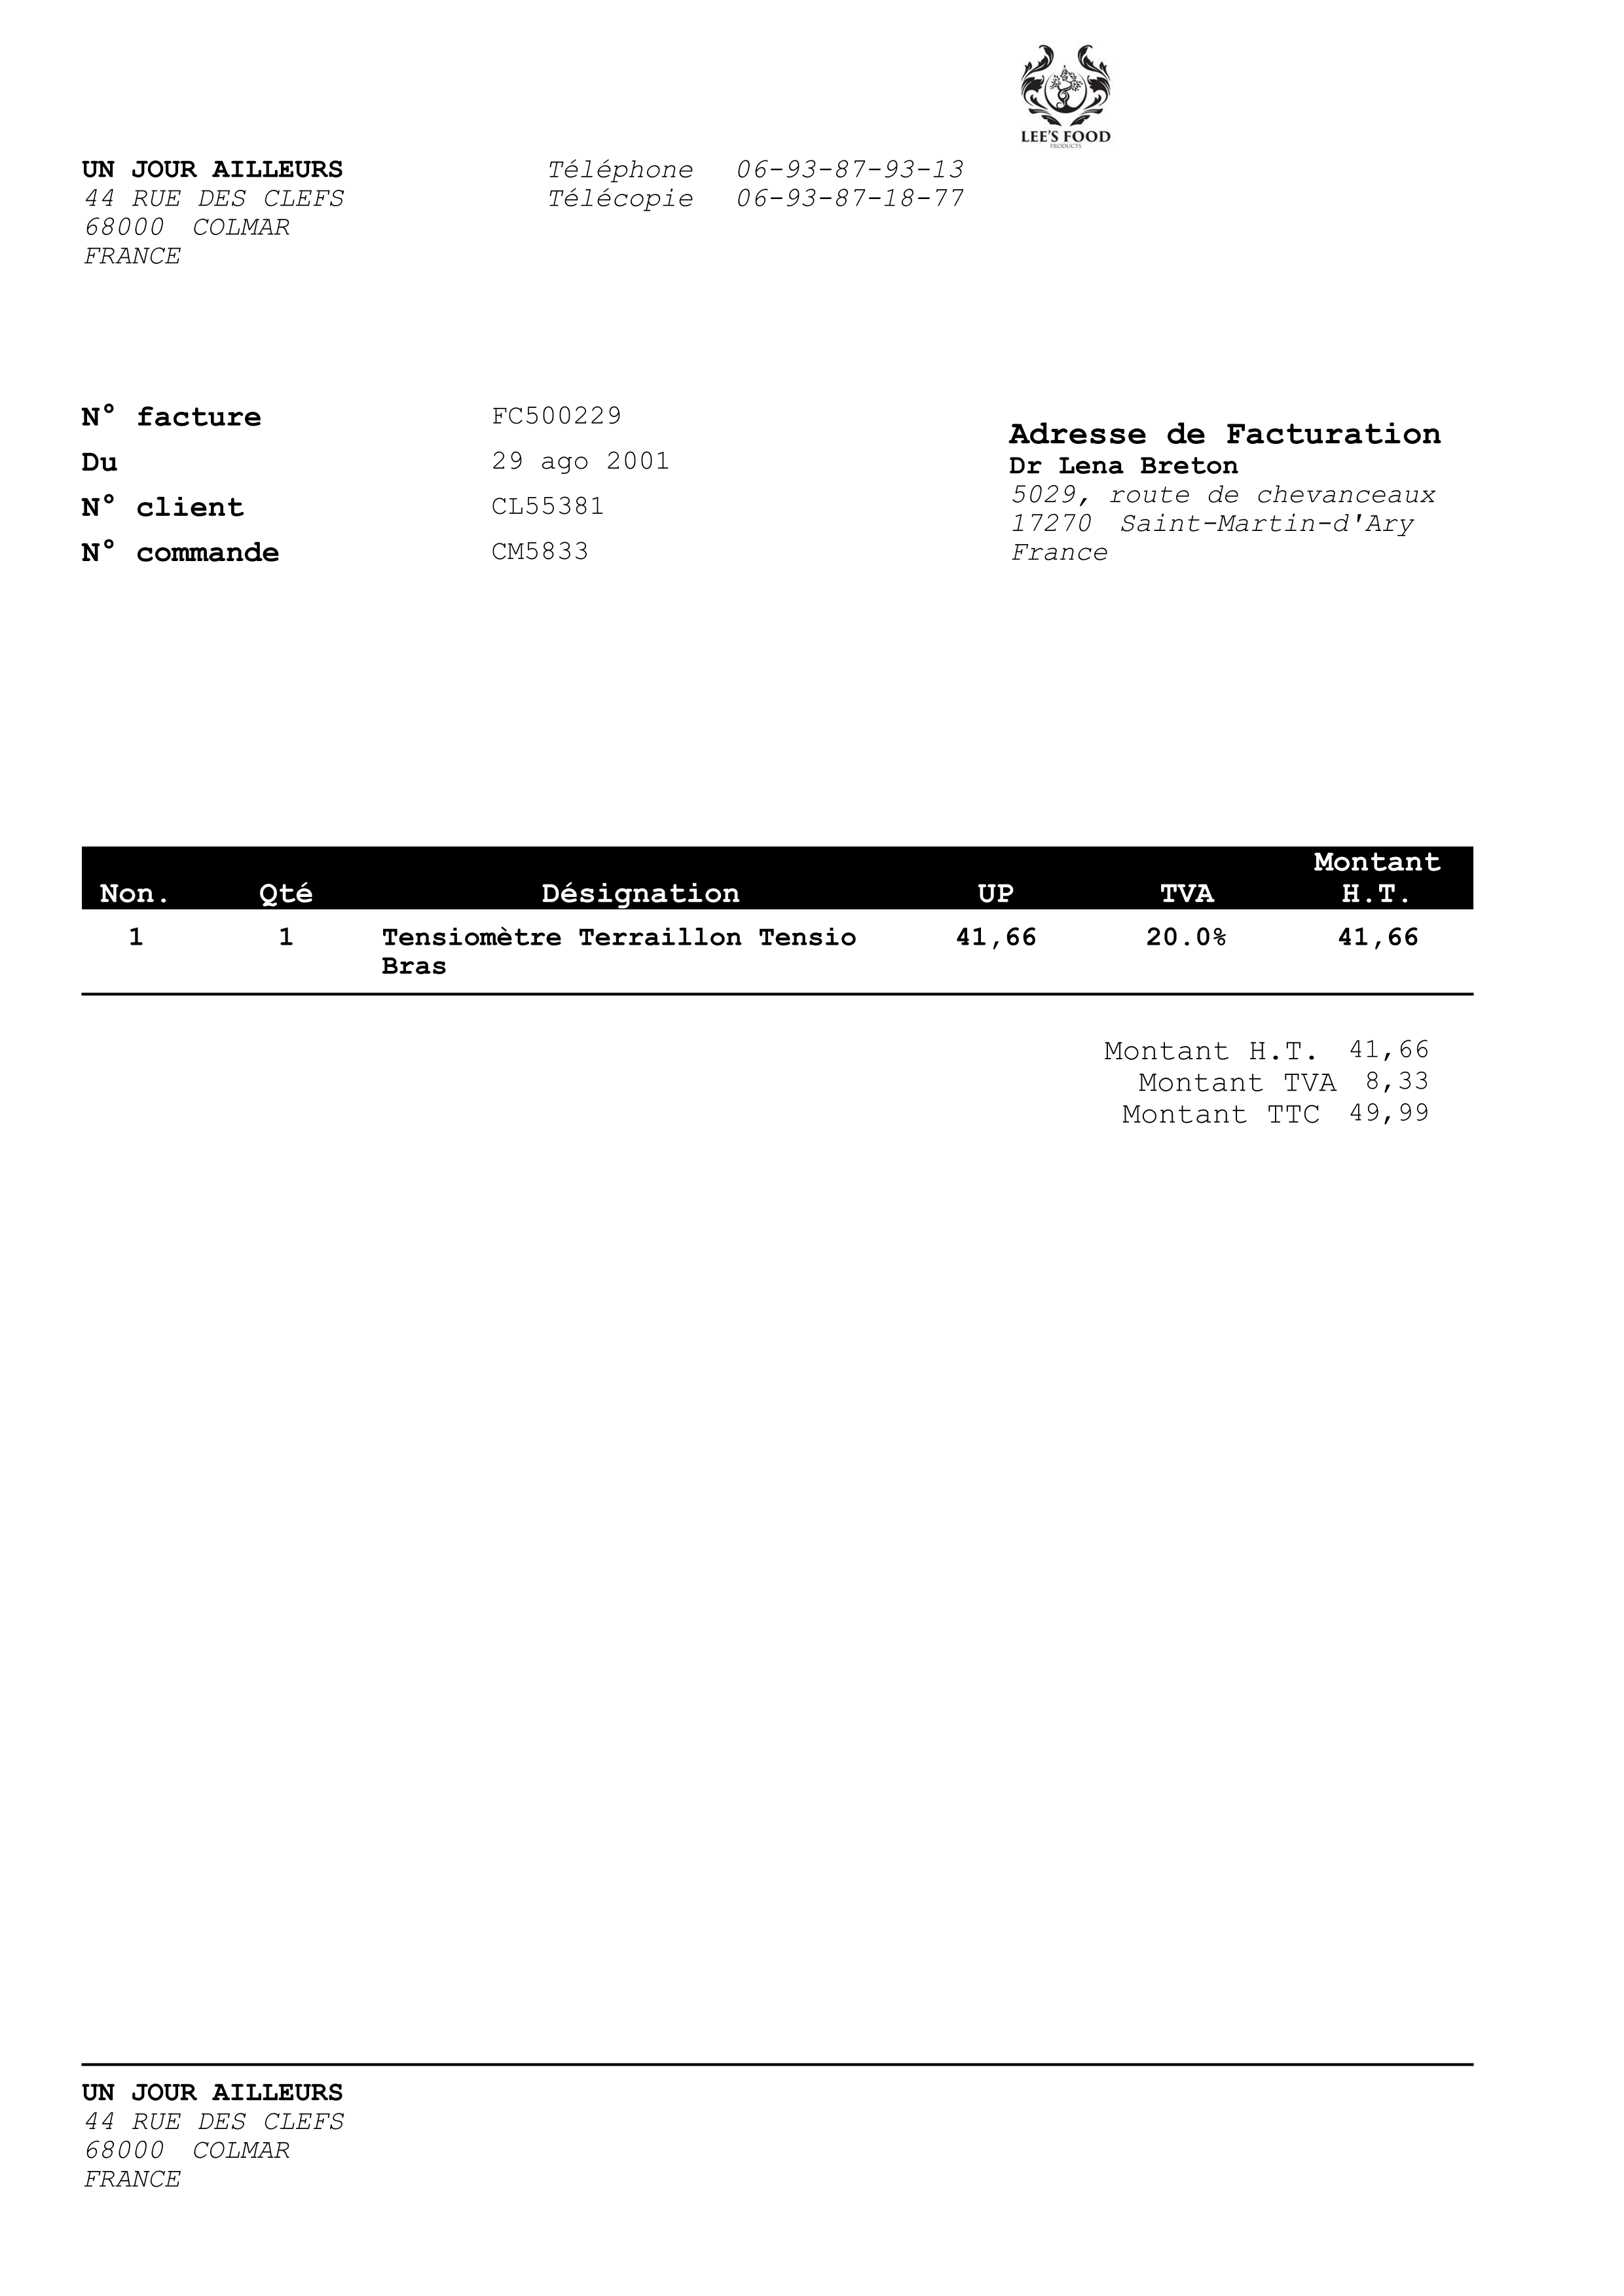 LEE'S FOOD
PRODUCTS
UN JOUR AILLEURS
44 RUE DES CLEFS
68000 COLMAR
FRANCE
Téléphone 06-93-87-93-13
Télécopie 06-93-87-18-77
N° facture FC500229
Du 29 ago 2001
N° client CL55381
N° commande CM5833
Adresse de Facturation
Dr Lena Breton
5029, route de chevanceaux
17270 Saint-Martin-d'Ary
France
Non. Qté Désignation UP TVA Montant H.T.
1 1 Tensiomètre Terraillon Tensio 41,66 20.0% 41,66
Bras
Montant H.T. 41,66
Montant TVA 8,33
Montant TTC 49,99
UN JOUR AILLEURS
44 RUE DES CLEFS
68000 COLMAR
FRANCE